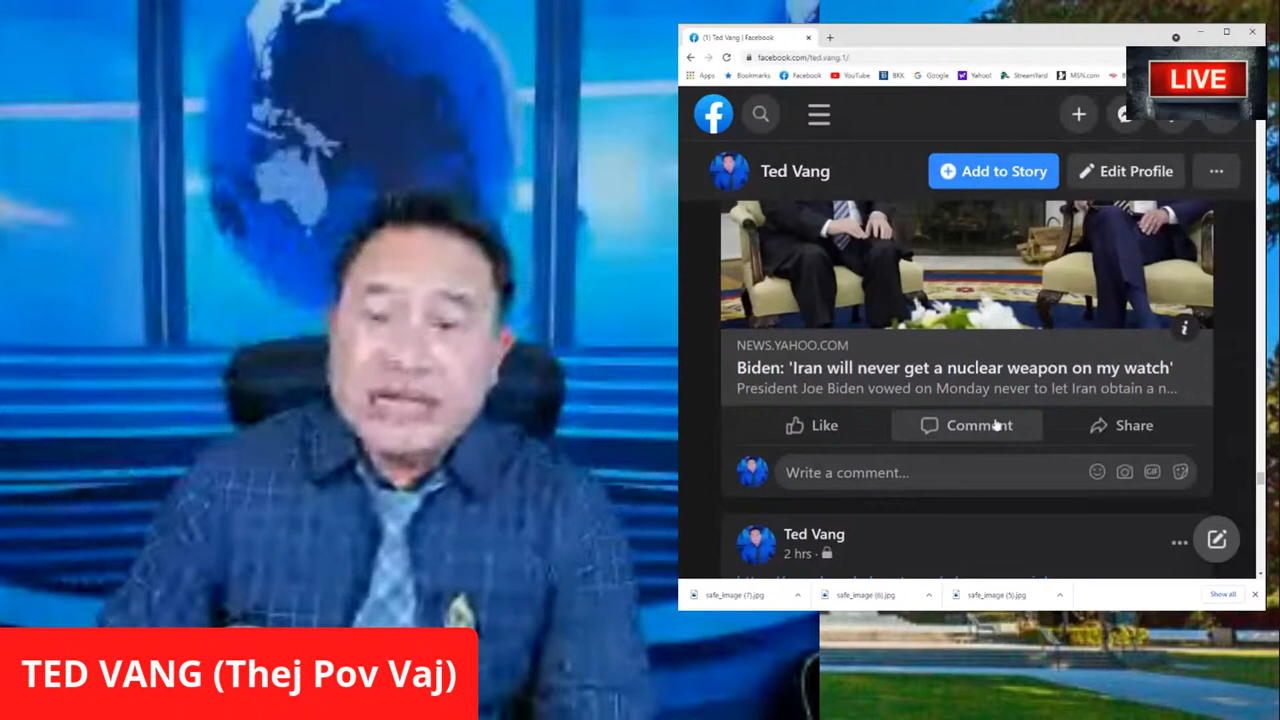 (1) Ted Vang | Facebook
facebook.com/ted.vang.1/
Apps Bookmarks Facebook YouTube BKK Google Yahoo! StreamYard MSN.com
LIVE
Ted Vang
Add to Story
Edit Profile
NEWS.YAHOO.COM
Biden: 'Iran will never get a nuclear weapon on my watch'
President Joe Biden vowed on Monday never to let Iran obtain a n...
Like Comment Share
Write a comment...
GIF
Ted Vang
2 hrs ·
safe_image (7).jpg safe_image (6).jpg safe_image (5).jpg Show all
TED VANG (Thej Pov Vaj)